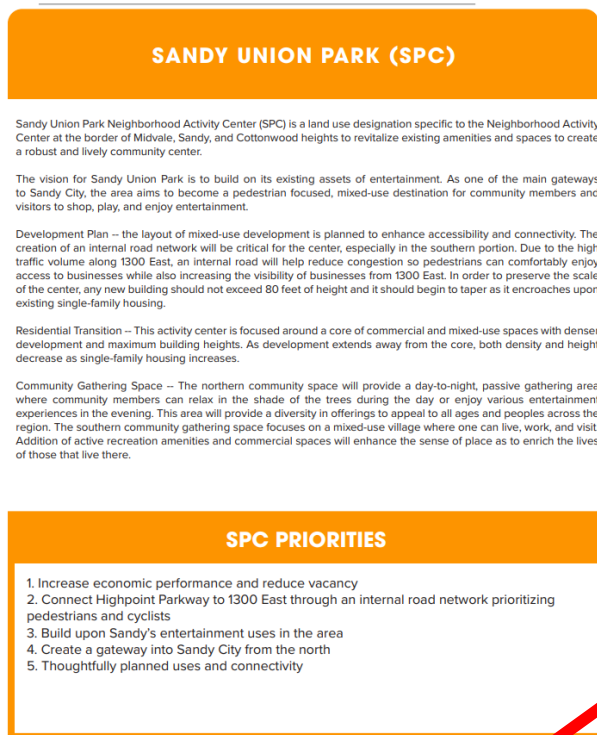 SANDY UNION PARK (SPC)
Sandy Union Park Neighborhood Activity Center (SPC) is a land use designation specific to the Neighborhood Activity
Center at the border of Midvale, Sandy, and Cottonwood heights to revitalize existing amenities and spaces to create
a robust and lively community center.
The vision for Sandy Union Park is to build on its existing assets of entertainment. As one of the main gateways
to Sandy City, the area aims to become a pedestrian focused, mixed-use destination for community members and
visitors to shop, play, and enjoy entertainment.
Development Plan -- the layout of mixed-use development is planned to enhance accessibility and connectivity. The
creation of an internal road network will be critical for the center, especially in the southern portion. Due to the high
traffic volume along 1300 East, an internal road will help reduce congestion so pedestrians can comfortably enjoy
access to businesses while also increasing the visibility of businesses from 1300 East. In order to preserve the scale
of the center, any new building should not exceed 80 feet of height and it should begin to taper as it encroaches upon
existing single-family housing.
Residential Transition -- This activity center is focused around a core of commercial and mixed-use spaces with denser
development and maximum building heights. As development extends away from the core, both density and height
decrease as single-family housing increases.
Community Gathering Space -- The northern community space will provide a day-to-night, passive gathering area
where community members can relax in the shade of the trees during the day or enjoy various entertainment
experiences in the evening. This area will provide a diversity in offerings to appeal to all ages and peoples across the
region. The southern community gathering space focuses on a mixed-use village where one can live, work, and visit.
Addition of active recreation amenities and commercial spaces will enhance the sense of place as to enrich the lives
of those that live there.
SPC PRIORITIES
1. Increase economic performance and reduce vacancy
2. Connect Highpoint Parkway to 1300 East through an internal road network prioritizing
pedestrians and cyclists
3. Build upon Sandy's entertainment uses in the area
4. Create a gateway into Sandy City from the north
5. Thoughtfully planned uses and connectivity